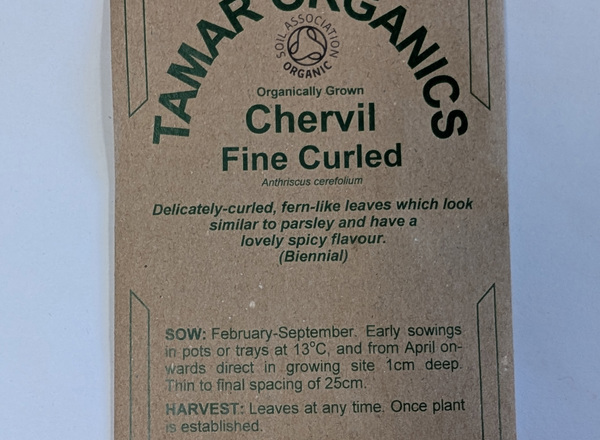 TAMAR ORGANICS
SOIL ASSOCIATION
ORGANIC
Organically Grown
Chervil
Fine Curled
Anthriscus cerefolium
Delicately-curled, fern-like leaves which look
similar to parsley and have a
lovely spicy flavour.
(Biennial)
SOW: February-September. Early sowings
in pots or trays at 13°C, and from April on-
wards direct in growing site 1cm deep.
Thin to final spacing of 25cm.
HARVEST: Leaves at any time. Once plant
is established.